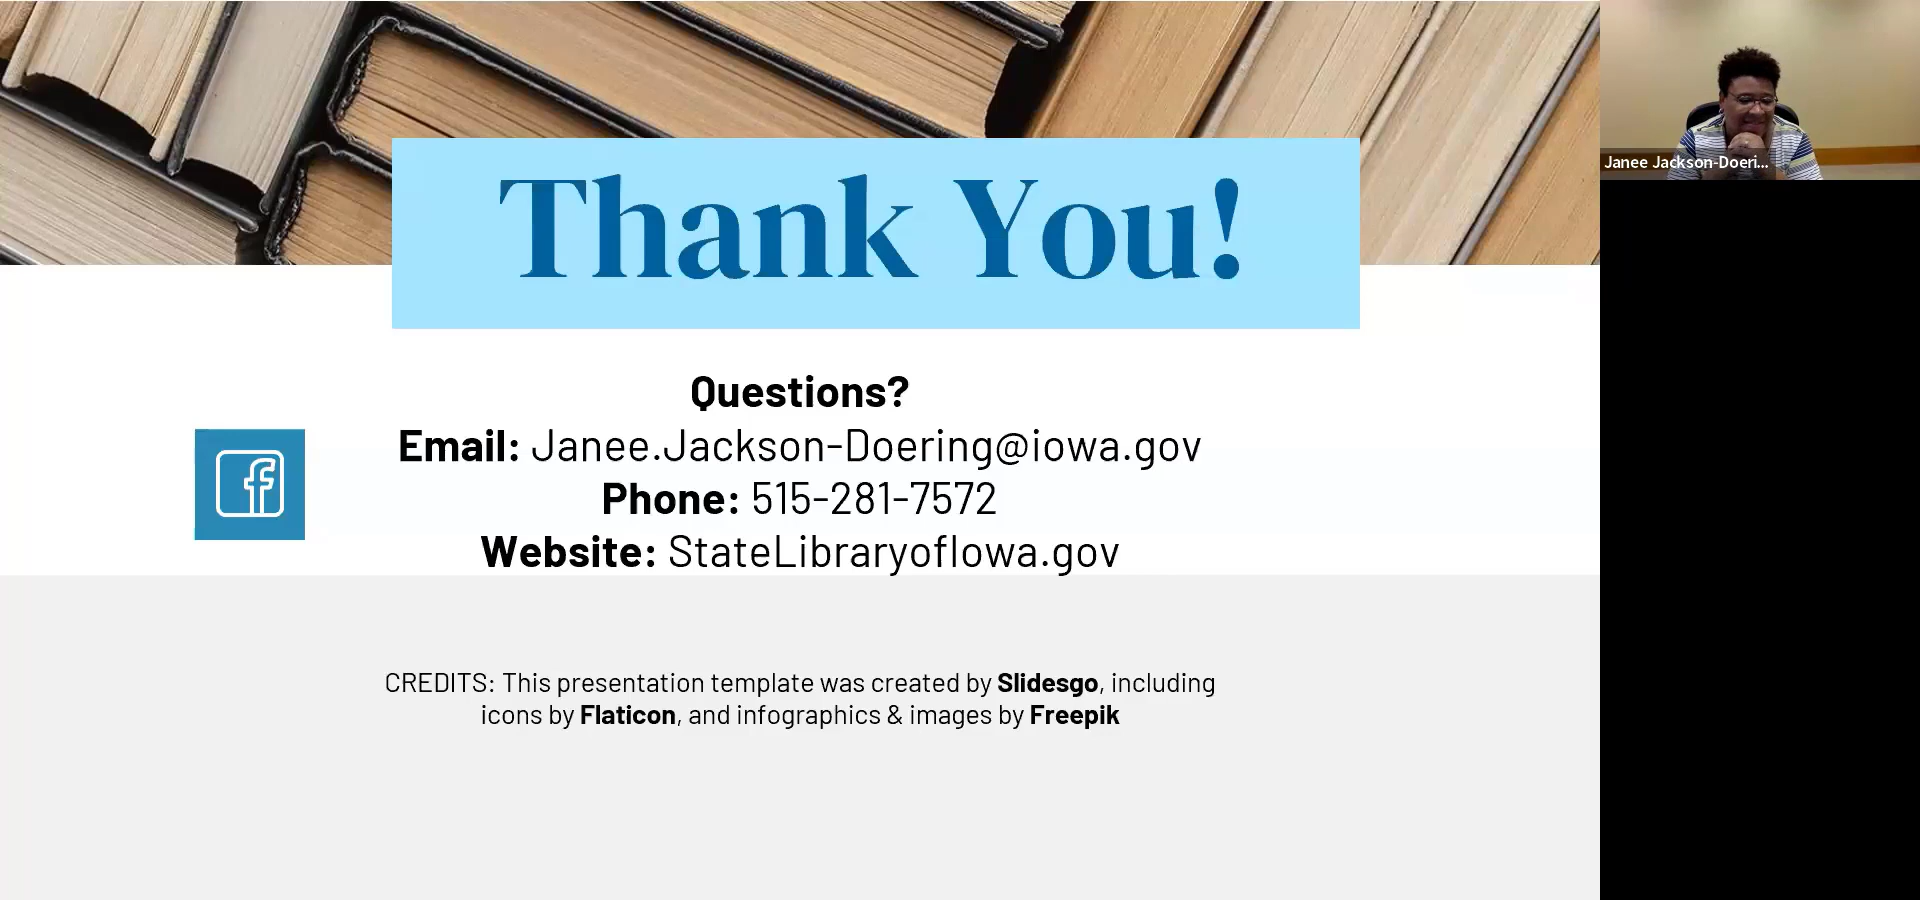 Thank You!
Questions?
Email: Janee.Jackson-Doering@iowa.gov
Phone: 515-281-7572
Website: StateLibraryofIowa.gov
CREDITS: This presentation template was created by Slidesgo, including
icons by Flaticon, and infographics & images by Freepik
Janee Jackson-Doeri...